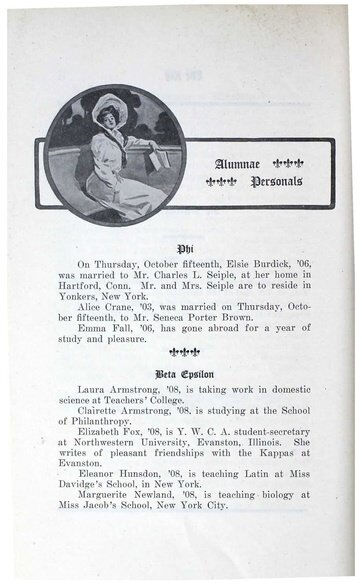 Alumnae
Personals
Phi
On Thursday, October fifteenth, Elsie Burdick, '06,
was married to Mr. Charles L. Seiple, at her home in
Hartford, Conn. Mr. and Mrs. Seiple are to reside in
Yonkers, New York.
Alice Crane, '03, was married on Thursday, Octo-
ber fifteenth, to Mr. Seneca Porter Brown.
Emma Fall, '06, has gone abroad for a year of
study and pleasure.
Beta Epsilon
Laura Armstrong, '08, is taking work in domestic
science at Teachers' College.
Clairette Armstrong, '08, is studying at the School
of Philanthropy.
Elizabeth Fox, '08, is Y. W. C. A. student-secretary
at Northwestern University, Evanston, Illinois. She
writes of pleasant friendships with the Kappas at
Evanston.
Eleanor Hunsdon, '08, is teaching Latin at Miss
Davidge's School, in New York.
Marguerite Newland, '08, is teaching biology at
Miss Jacob's School, New York City.